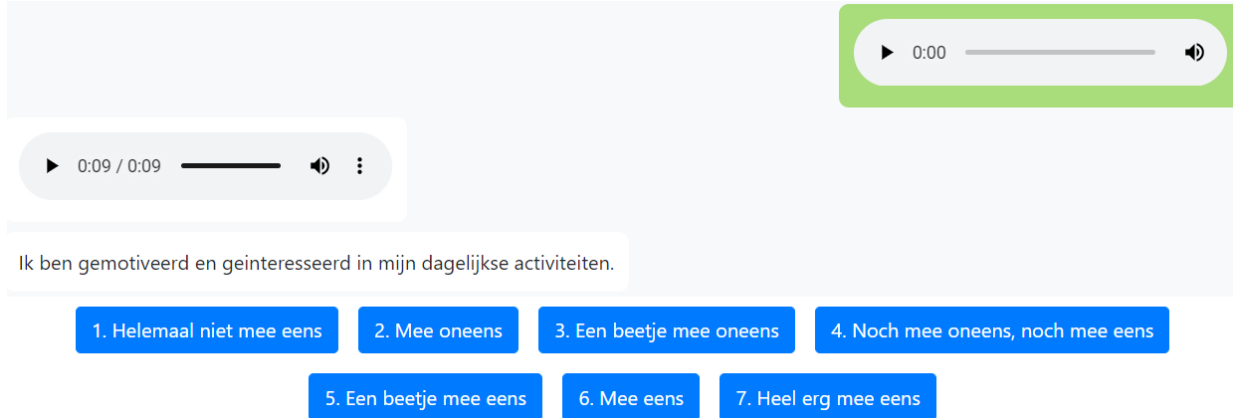 0:00
0:09 / 0:09
Ik ben gemotiveerd en geinteresseerd in mijn dagelijkse activiteiten.
1. Helemaal niet mee eens
2. Mee oneens
3. Een beetje mee oneens
4. Noch mee oneens, noch mee eens
5. Een beetje mee eens
6. Mee eens
7. Heel erg mee eens